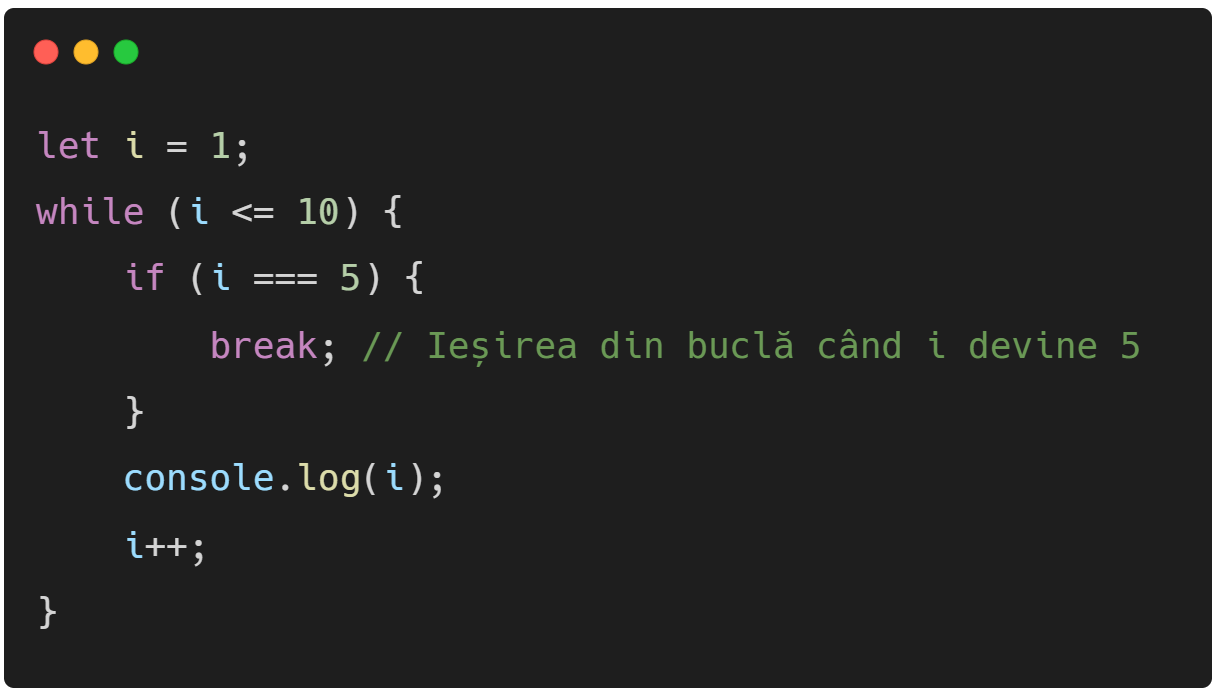 let i = 1;
while (i <= 10) {
    if (i === 5) {
        break; // Ieșirea din buclă când i devine 5
    }
    console.log(i);
    i++;
}